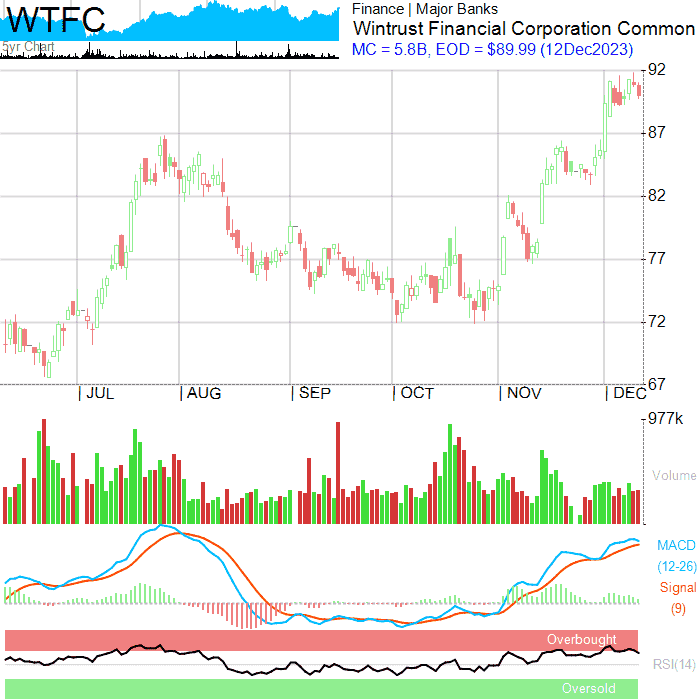 WTFC
5yr Chart
Finance | Major Banks
Wintrust Financial Corporation Common
MC = 5.8B, EOD = $89.99 (12Dec2023)
92
87
82
77
72
67
JUL AUG SEP OCT NOV DEC
977k
Volume
MACD
(12-26)
Signal
(9)
Overbought
RSI(14)
Oversold